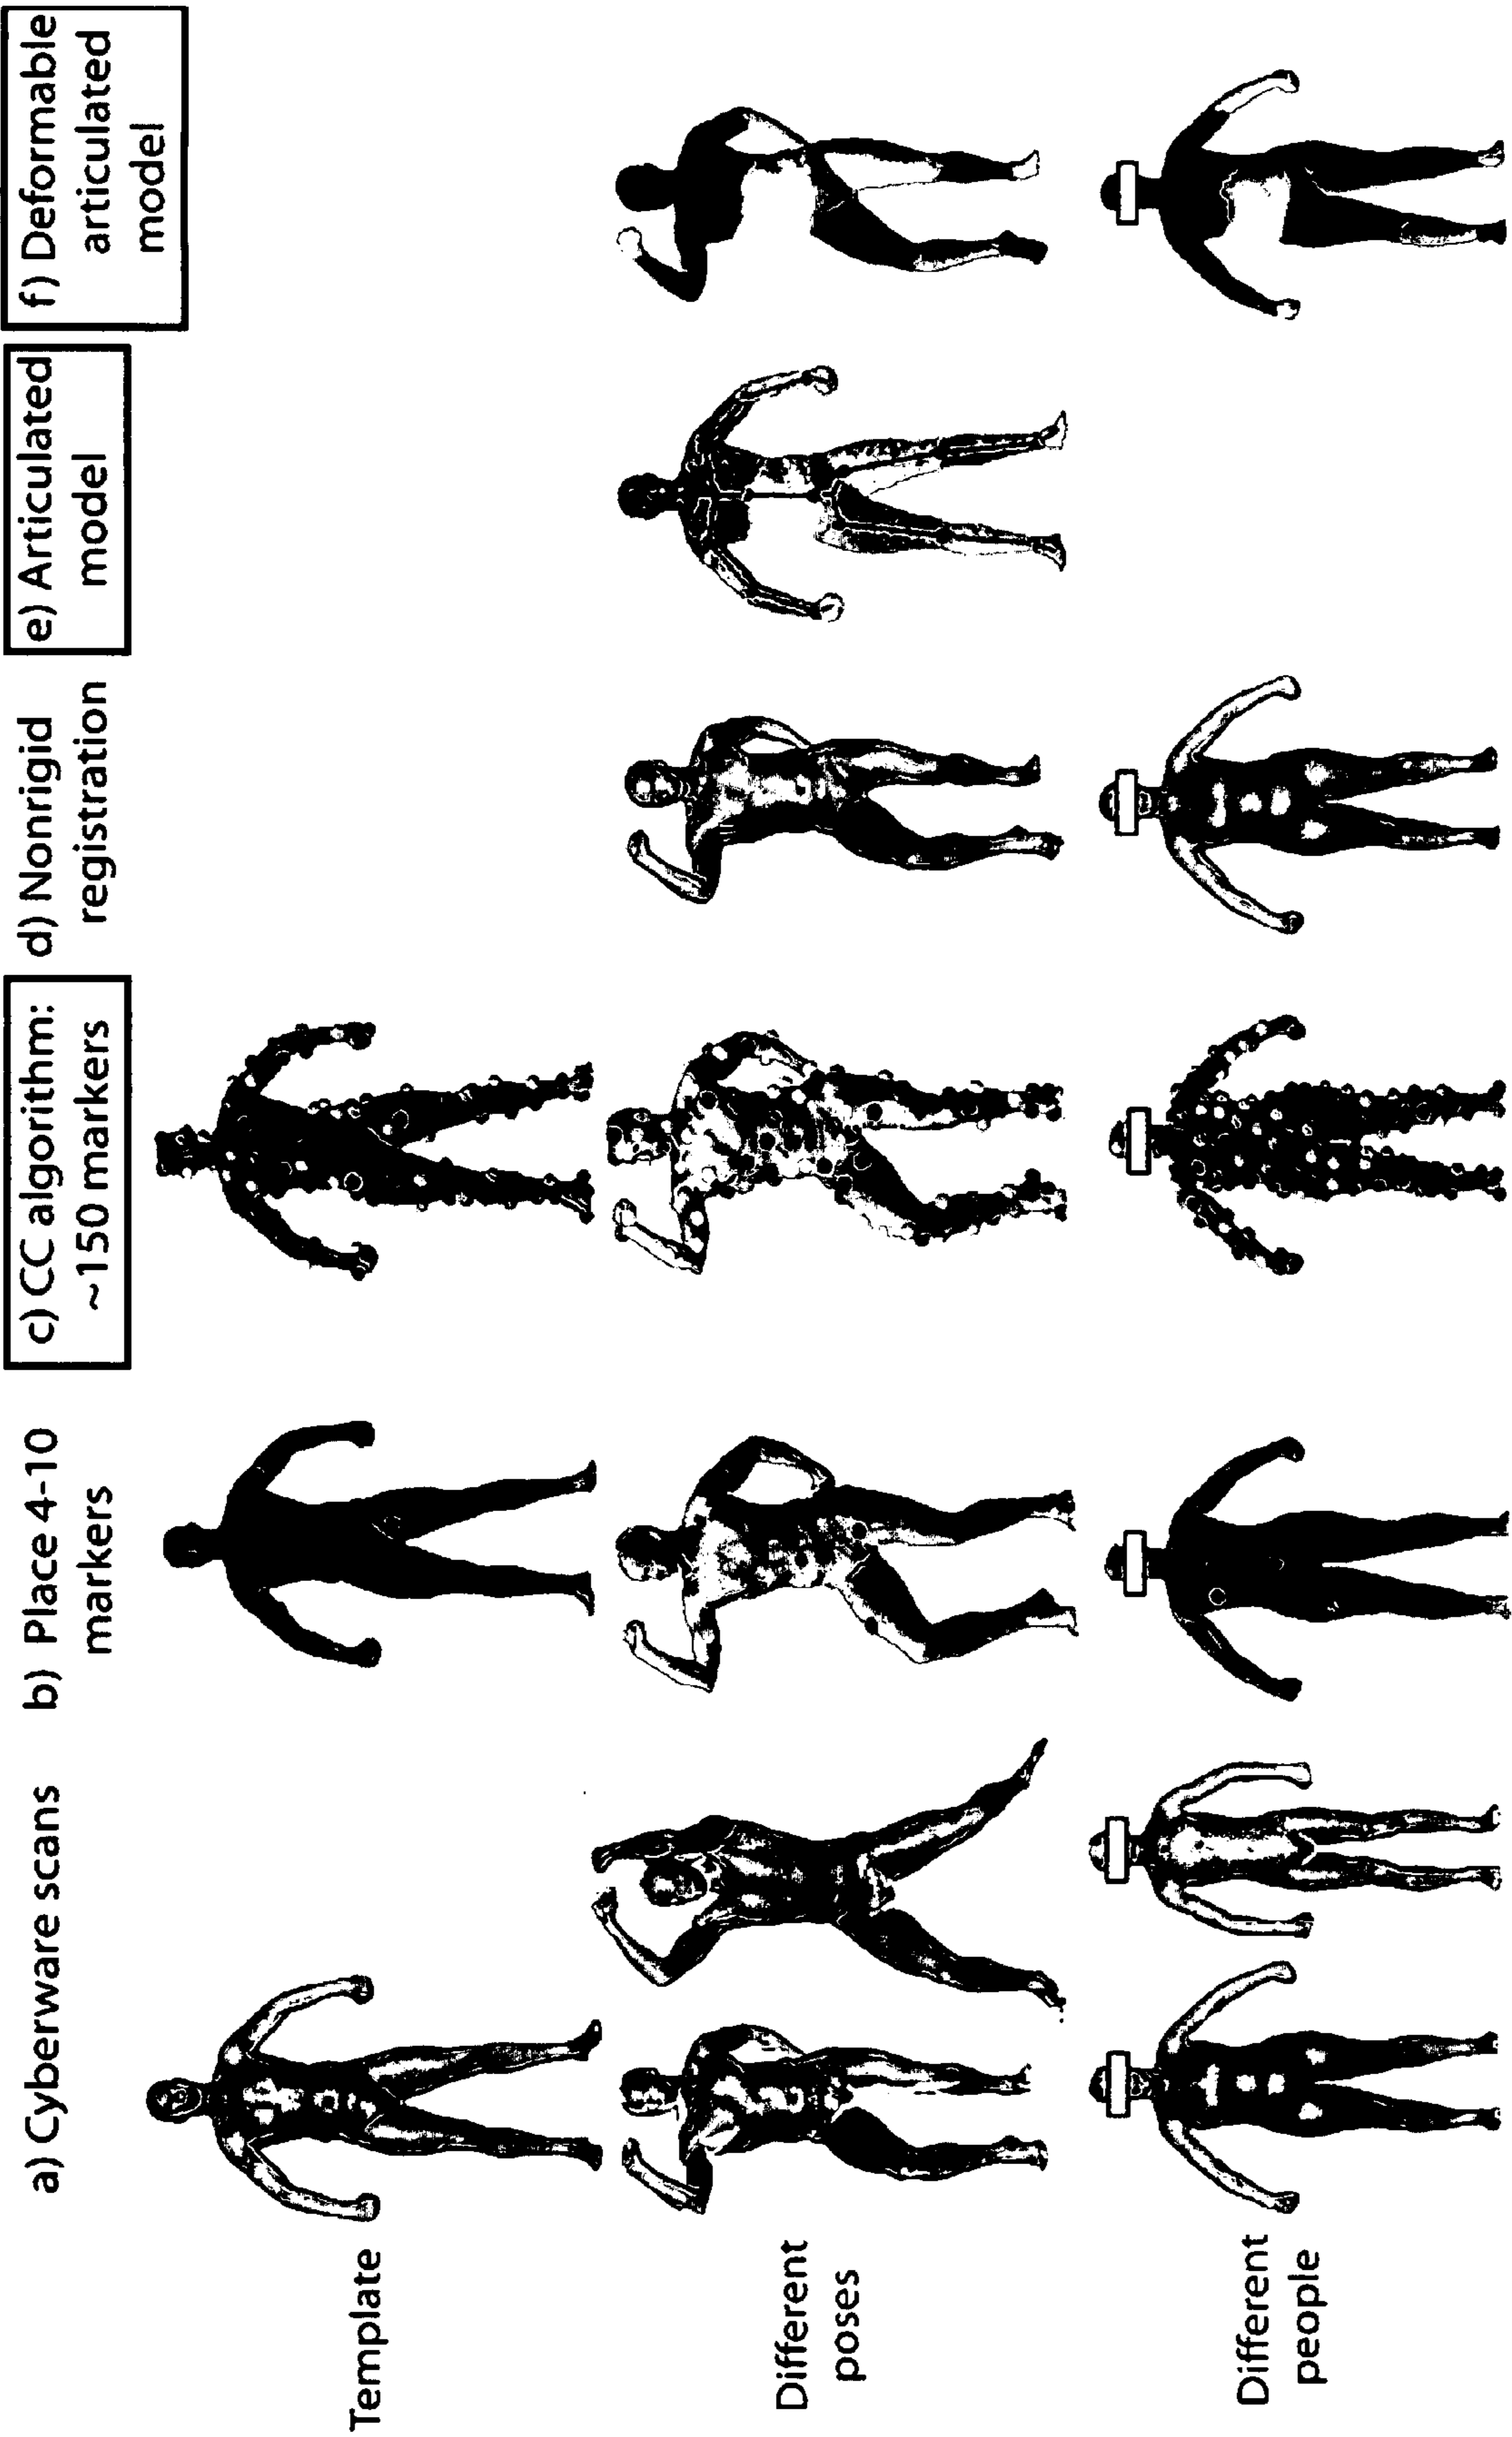 a) Cyberware scans
b) Place 4-10
markers
c) CC algorithm:
~150 markers
d) Nonrigid
registration
e) Articulated
model
f) Deformable
articulated
model
Template
Different
poses
Different
people